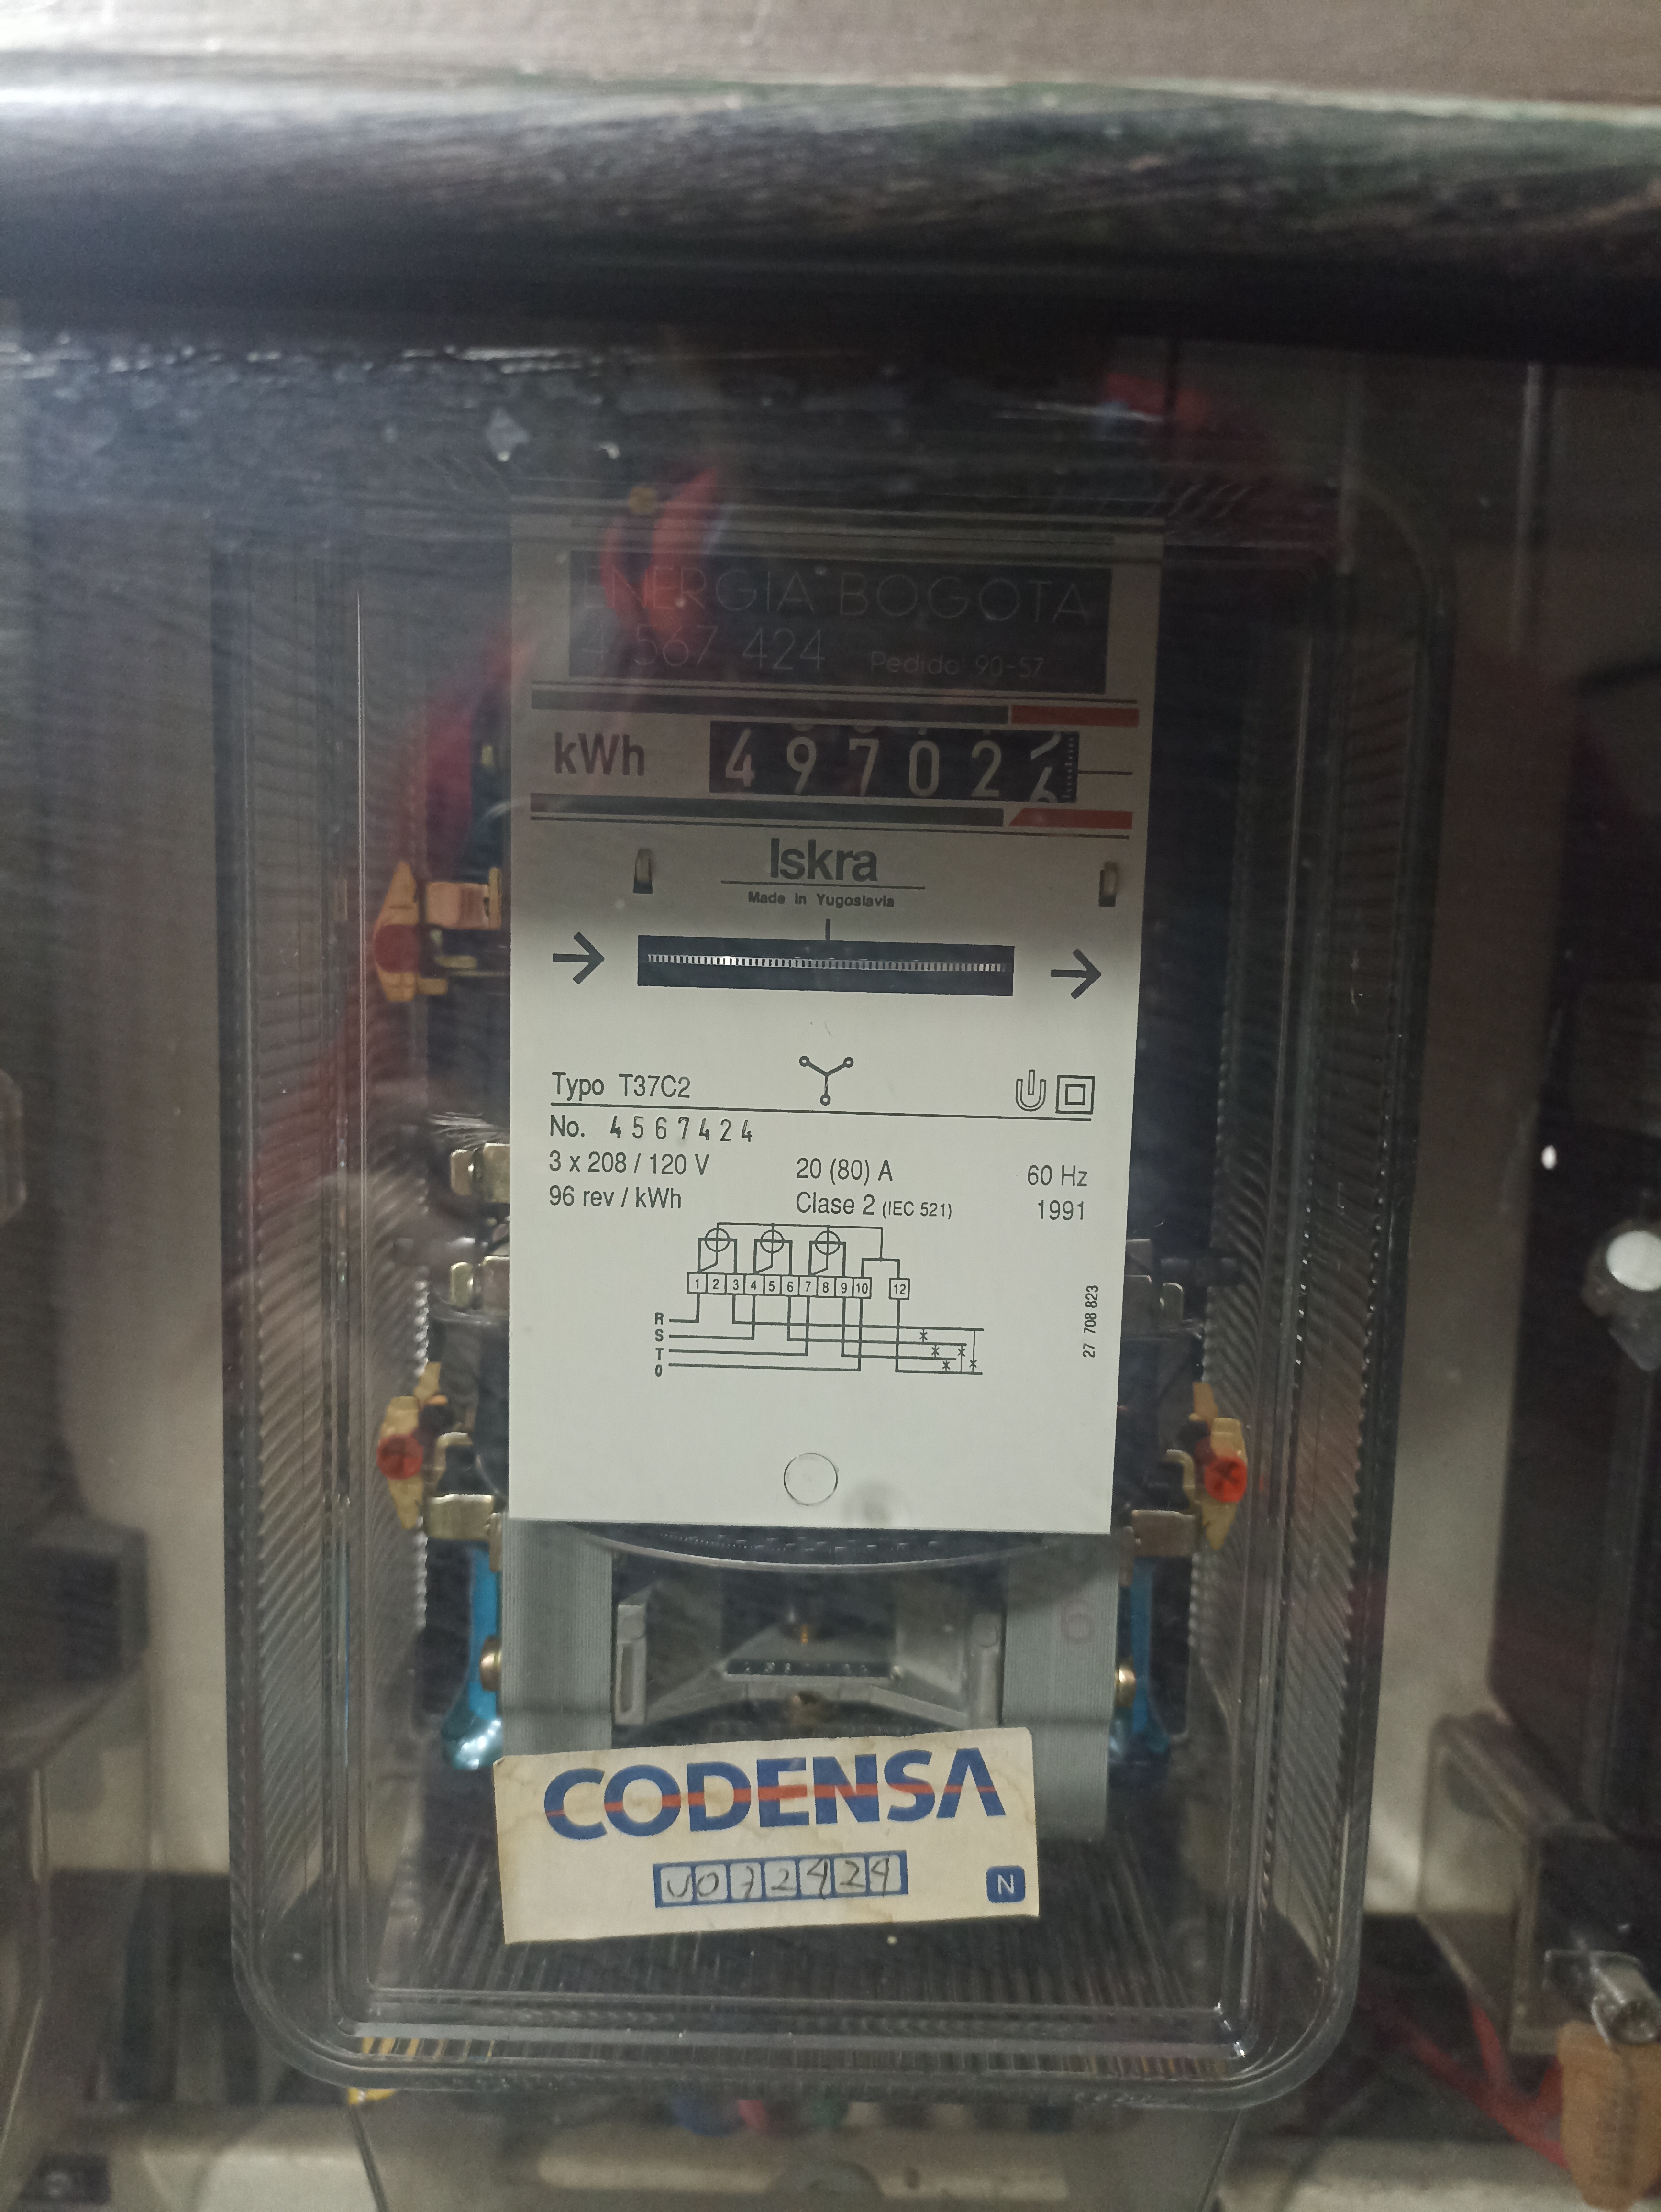 ENERGIA BOGOTA
4 567 424 Pedido: 90-57
kWh 49702
Iskra
Made in Yugoslavia
Typo T37C2
No. 4567424
3 x 208 / 120 V 20 (80) A 60 Hz
96 rev / kWh Clase 2 (IEC 521) 1991
1 2 3 4 5 6 7 8 9 10 12
R
S
T
0
27 708 823
CODENSA
N